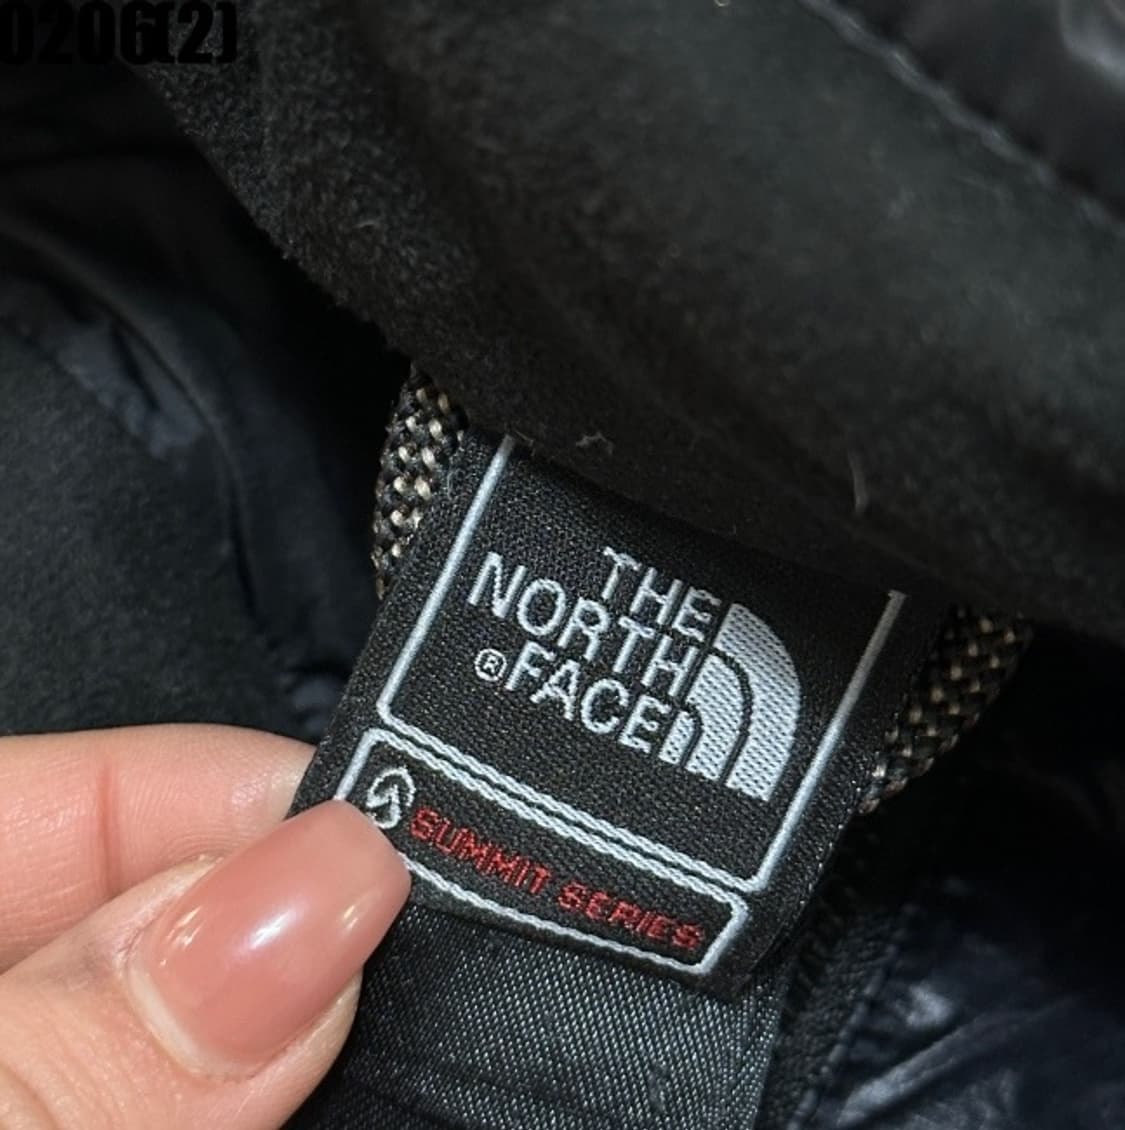 0206(2)
THE
NORTH
®FACE
SUMMIT SERIES